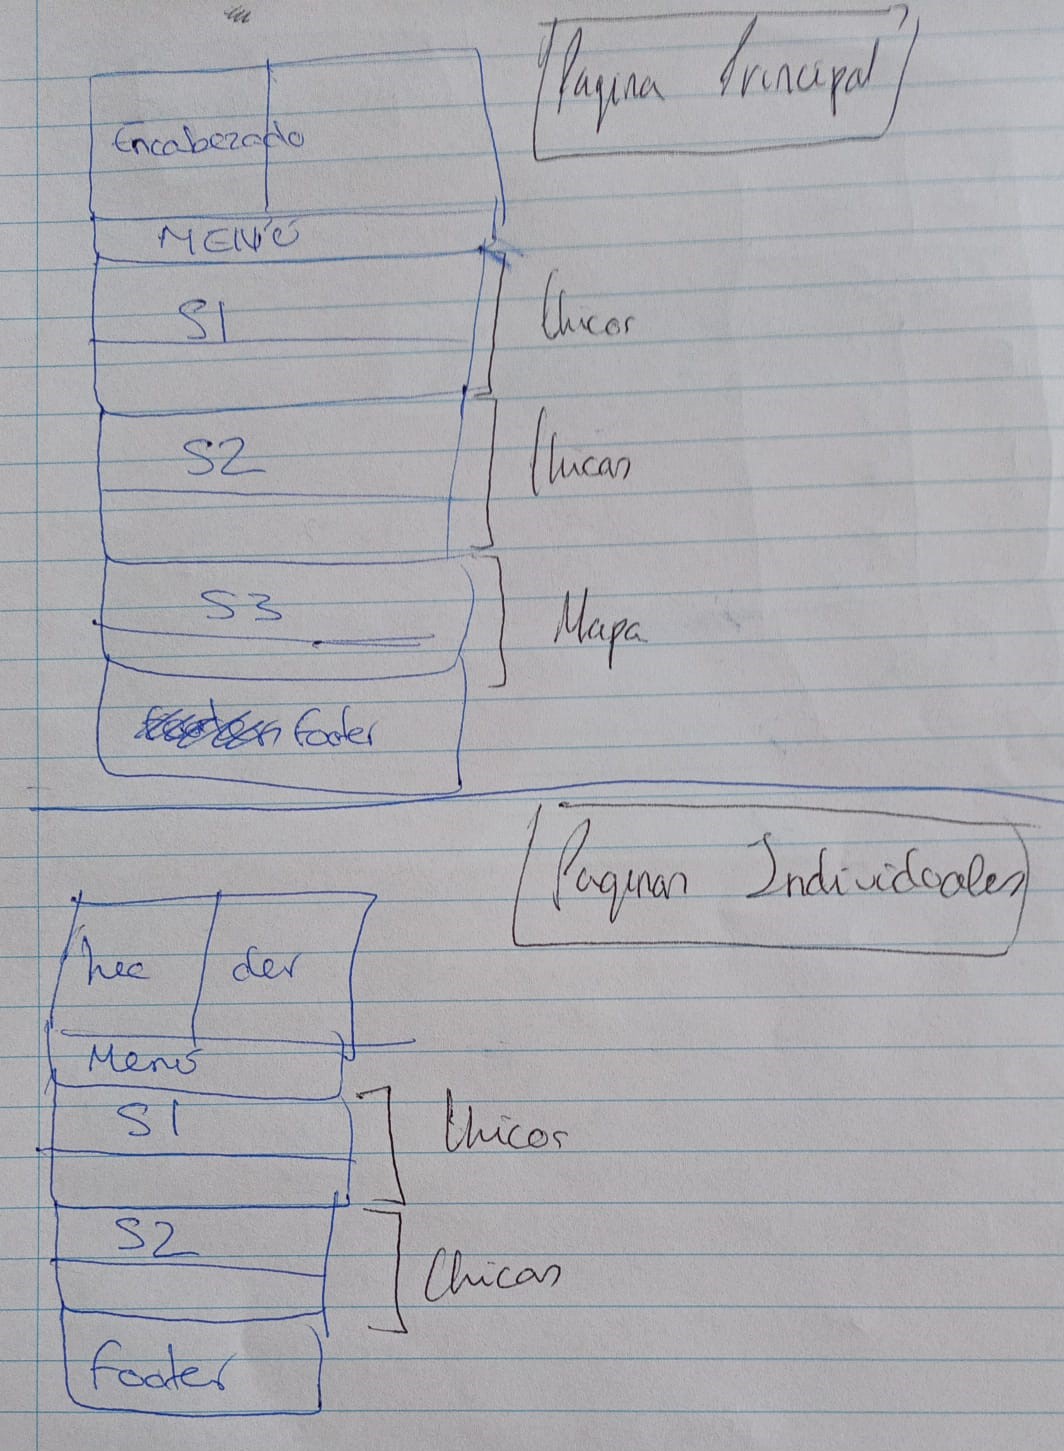 Pagina Principal
Encabezado
MENÚ
S1
Chicos
S2
Chicas
S3
Mapa
footer
Paginas Individuales
hea der
Menú
S1
Chicos
S2
Chicas
footer